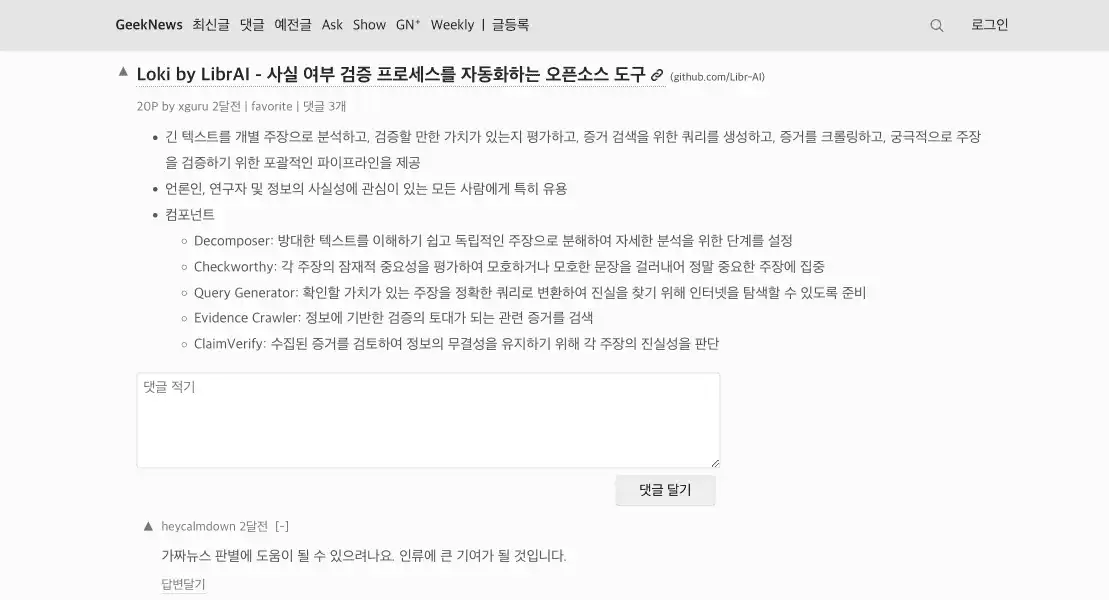 GeekNews 최신글 댓글 예전글 Ask Show GN⁺ Weekly | 글등록 로그인
▲ Loki by LibrAI - 사실 여부 검증 프로세스를 자동화하는 오픈소스 도구 (github.com/Libr-AI)
20P by xguru 2달전 | favorite | 댓글 3개
• 긴 텍스트를 개별 주장으로 분석하고, 검증할 만한 가치가 있는지 평가하고, 증거 검색을 위한 쿼리를 생성하고, 증거를 크롤링하고, 궁극적으로 주장
을 검증하기 위한 포괄적인 파이프라인을 제공
• 언론인, 연구자 및 정보의 사실성에 관심이 있는 모든 사람에게 특히 유용
• 컴포넌트
◦ Decomposer: 방대한 텍스트를 이해하기 쉽고 독립적인 주장으로 분해하여 자세한 분석을 위한 단계를 설정
◦ Checkworthy: 각 주장의 잠재적 중요성을 평가하여 모호하거나 모호한 문장을 걸러내어 정말 중요한 주장에 집중
◦ Query Generator: 확인할 가치가 있는 주장을 정확한 쿼리로 변환하여 진실을 찾기 위해 인터넷을 탐색할 수 있도록 준비
◦ Evidence Crawler: 정보에 기반한 검증의 토대가 되는 관련 증거를 검색
◦ ClaimVerify: 수집된 증거를 검토하여 정보의 무결성을 유지하기 위해 각 주장의 진실성을 판단
댓글 적기
댓글 달기
▲ heycalmdown 2달전 [-]
가짜뉴스 판별에 도움이 될 수 있으려나요. 인류에 큰 기여가 될 것입니다.
답변달기